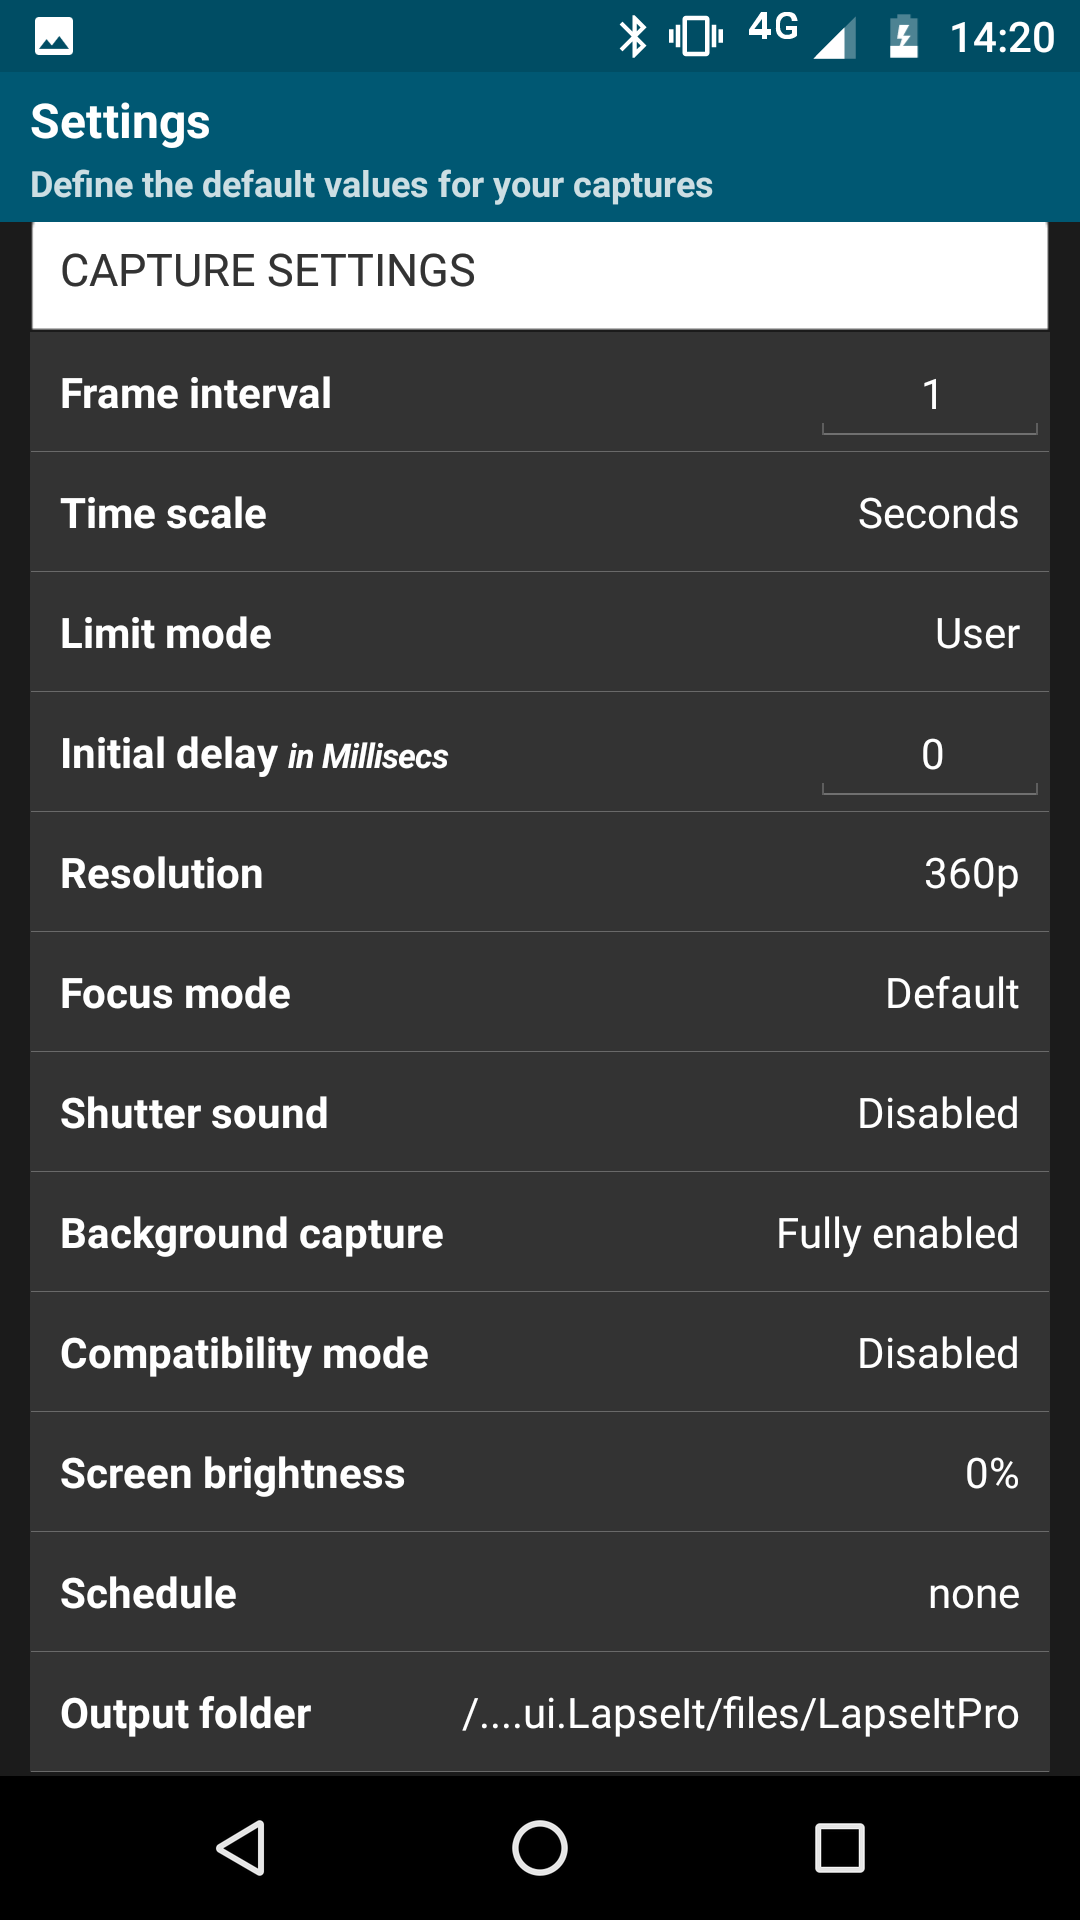 4G 14:20
Settings
Define the default values for your captures
CAPTURE SETTINGS
Frame interval 1
Time scale Seconds
Limit mode User
Initial delay in Millisecs 0
Resolution 360p
Focus mode Default
Shutter sound Disabled
Background capture Fully enabled
Compatibility mode Disabled
Screen brightness 0%
Schedule none
Output folder /....ui.LapseIt/files/LapseItPro